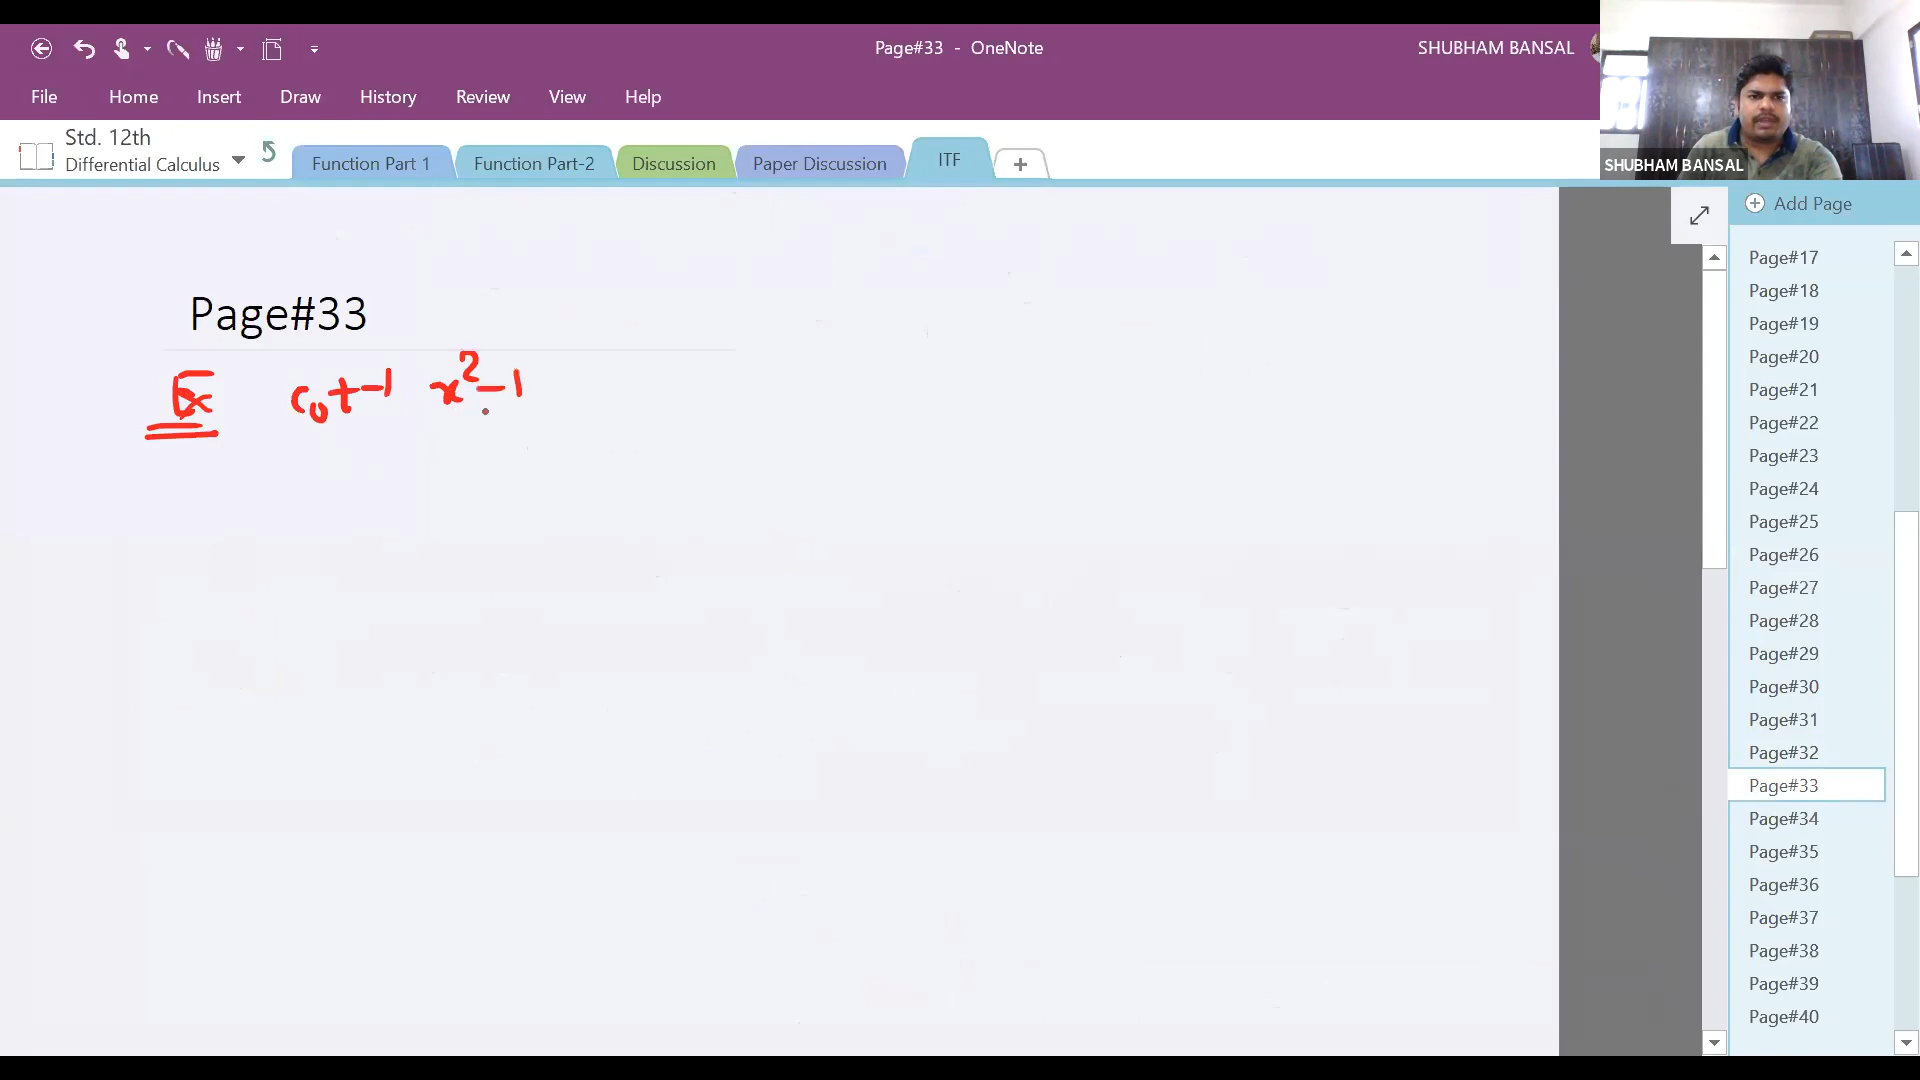 Page#33 - OneNote
SHUBHAM BANSAL
File Home Insert Draw History Review View Help
Std. 12th
Differential Calculus
Function Part 1
Function Part-2
Discussion
Paper Discussion
ITF
+
SHUBHAM BANSAL
Add Page
Page#33
Ex cot⁻¹ x² - 1
Page#17
Page#18
Page#19
Page#20
Page#21
Page#22
Page#23
Page#24
Page#25
Page#26
Page#27
Page#28
Page#29
Page#30
Page#31
Page#32
Page#33
Page#34
Page#35
Page#36
Page#37
Page#38
Page#39
Page#40